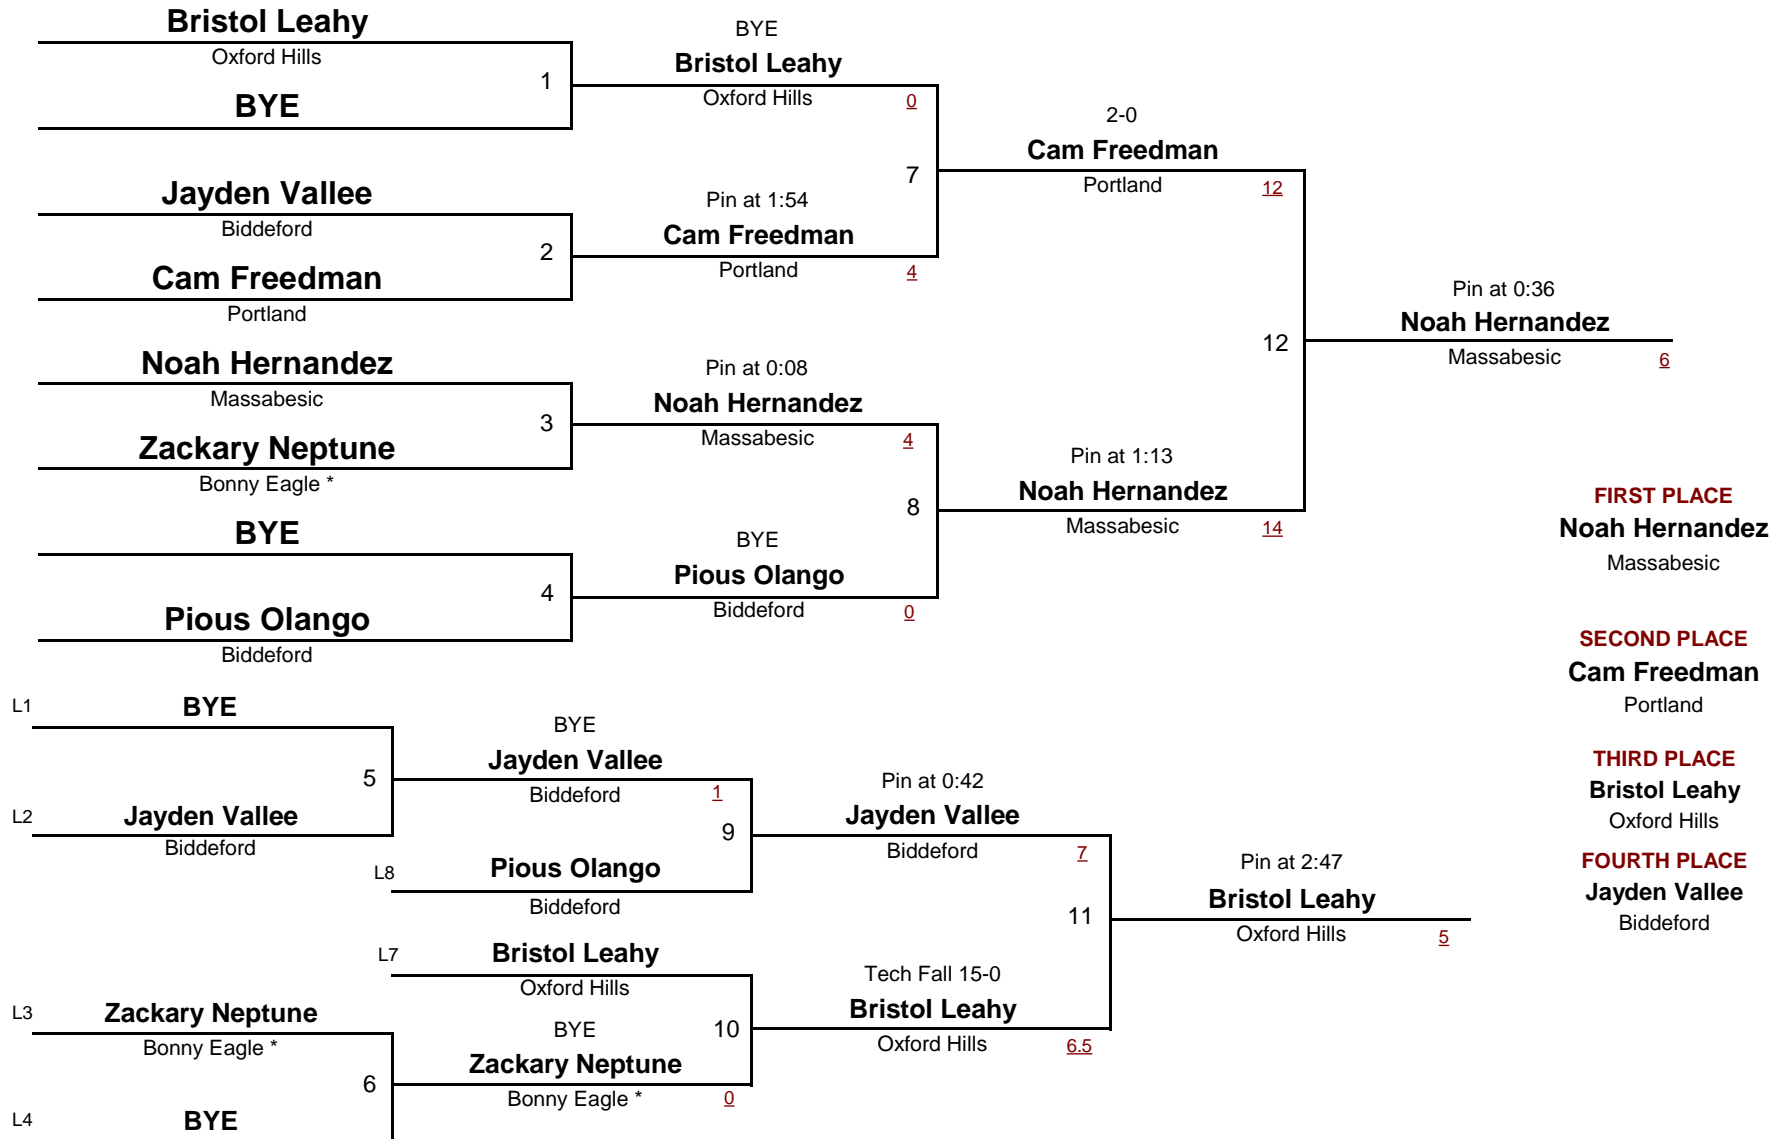 Bristol Leahy
Oxford Hills
1
BYE
BYE
Bristol Leahy
Oxford Hills
0
Jayden Vallee
Biddeford
2
Cam Freedman
Portland
Pin at 1:54
Cam Freedman
Portland
4
7
2-0
Cam Freedman
Portland
12
Noah Hernandez
Massabesic
3
Zackary Neptune
Bonny Eagle *
Pin at 0:08
Noah Hernandez
Massabesic
4
BYE
4
Pious Olango
Biddeford
BYE
Pious Olango
Biddeford
0
8
Pin at 1:13
Noah Hernandez
Massabesic
14
12
Pin at 0:36
Noah Hernandez
Massabesic
6
FIRST PLACE
Noah Hernandez
Massabesic
SECOND PLACE
Cam Freedman
Portland
THIRD PLACE
Bristol Leahy
Oxford Hills
FOURTH PLACE
Jayden Vallee
Biddeford
L1
BYE
5
L2
Jayden Vallee
Biddeford
BYE
Jayden Vallee
Biddeford
1
9
L8
Pious Olango
Biddeford
Pin at 0:42
Jayden Vallee
Biddeford
7
L7
Bristol Leahy
Oxford Hills
10
L3
Zackary Neptune
Bonny Eagle *
6
L4
BYE
BYE
Zackary Neptune
Bonny Eagle *
0
Tech Fall 15-0
Bristol Leahy
Oxford Hills
6.5
11
Pin at 2:47
Bristol Leahy
Oxford Hills
5